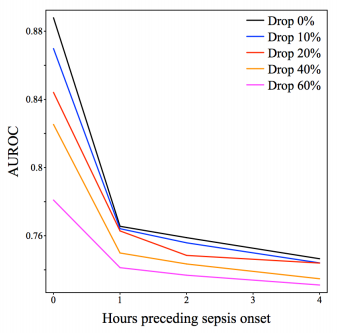 Drop 0%
Drop 10%
Drop 20%
Drop 40%
Drop 60%
0.88
0.84
0.8
0.76
AUROC
0 1 2 3 4
Hours preceding sepsis onset